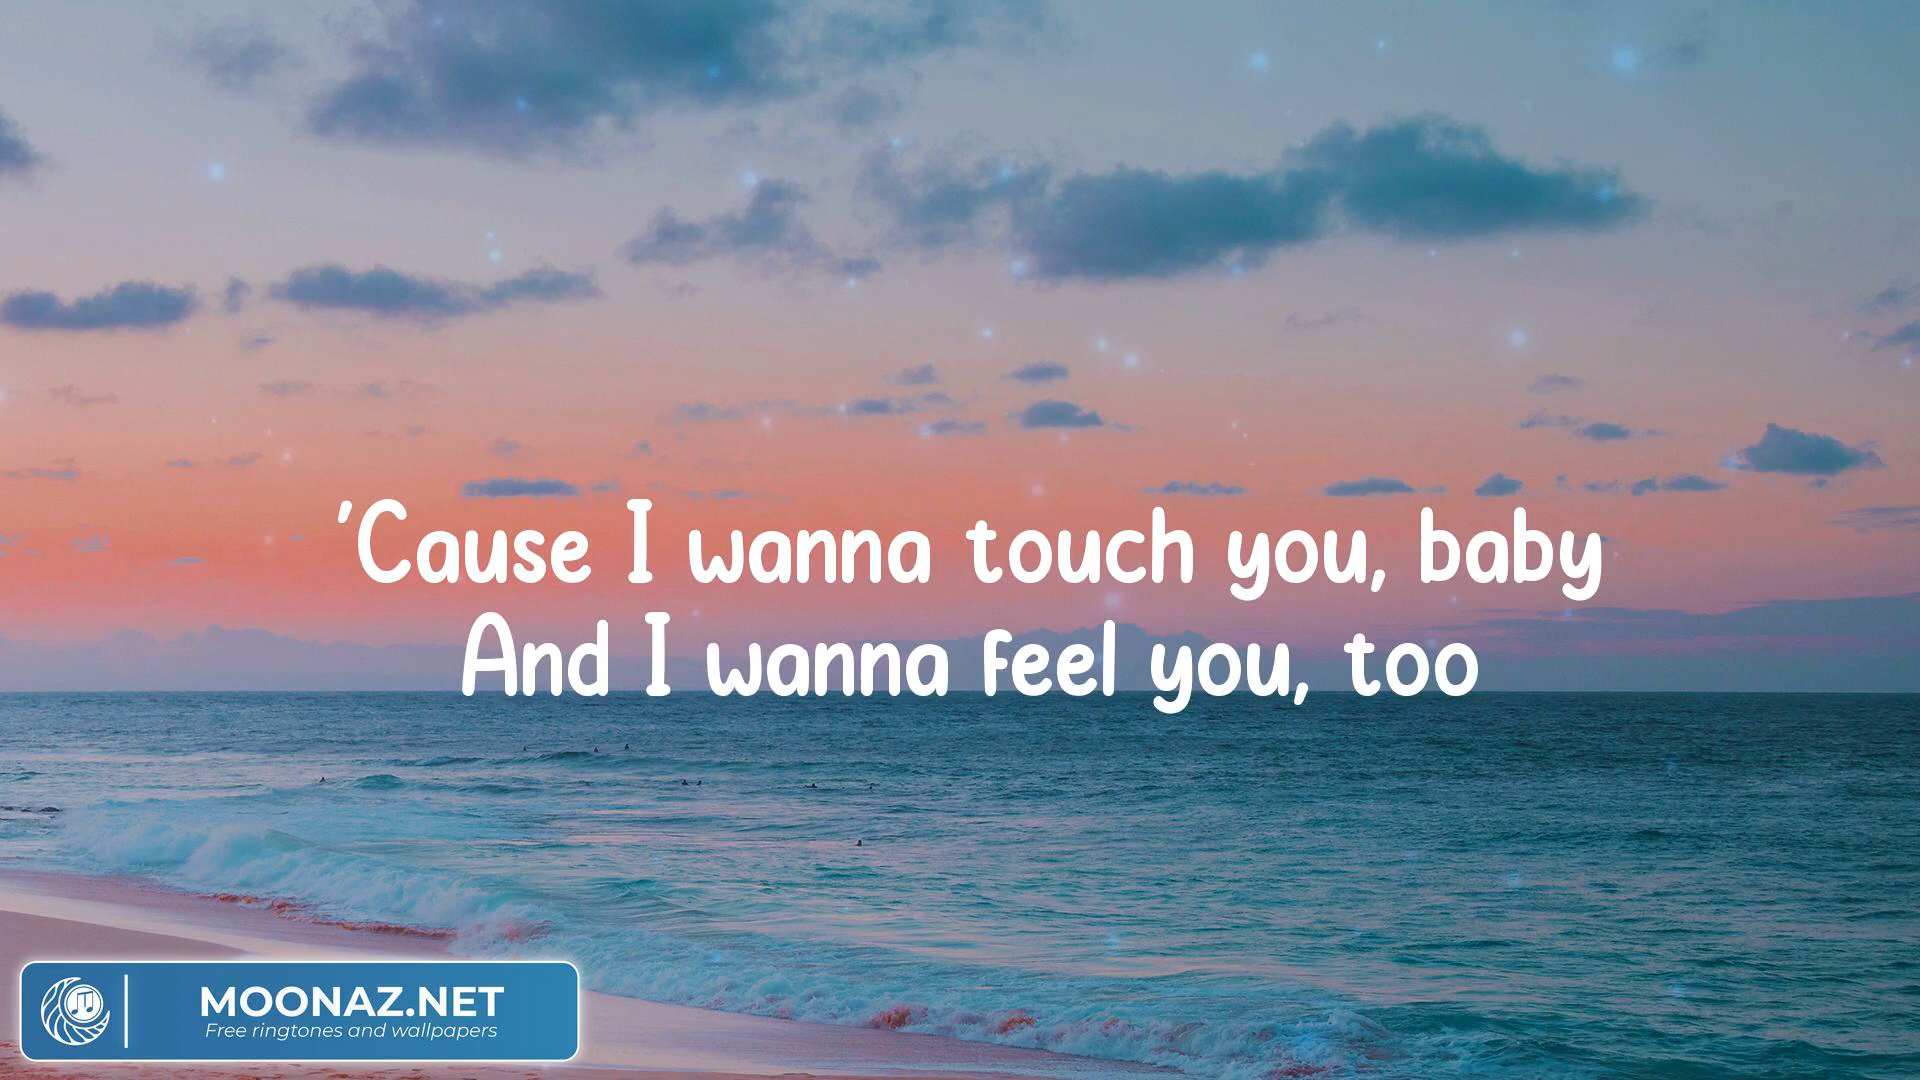 'Cause I wanna touch you, baby
And I wanna feel you, too
MOONAZ.NET
Free ringtones and wallpapers